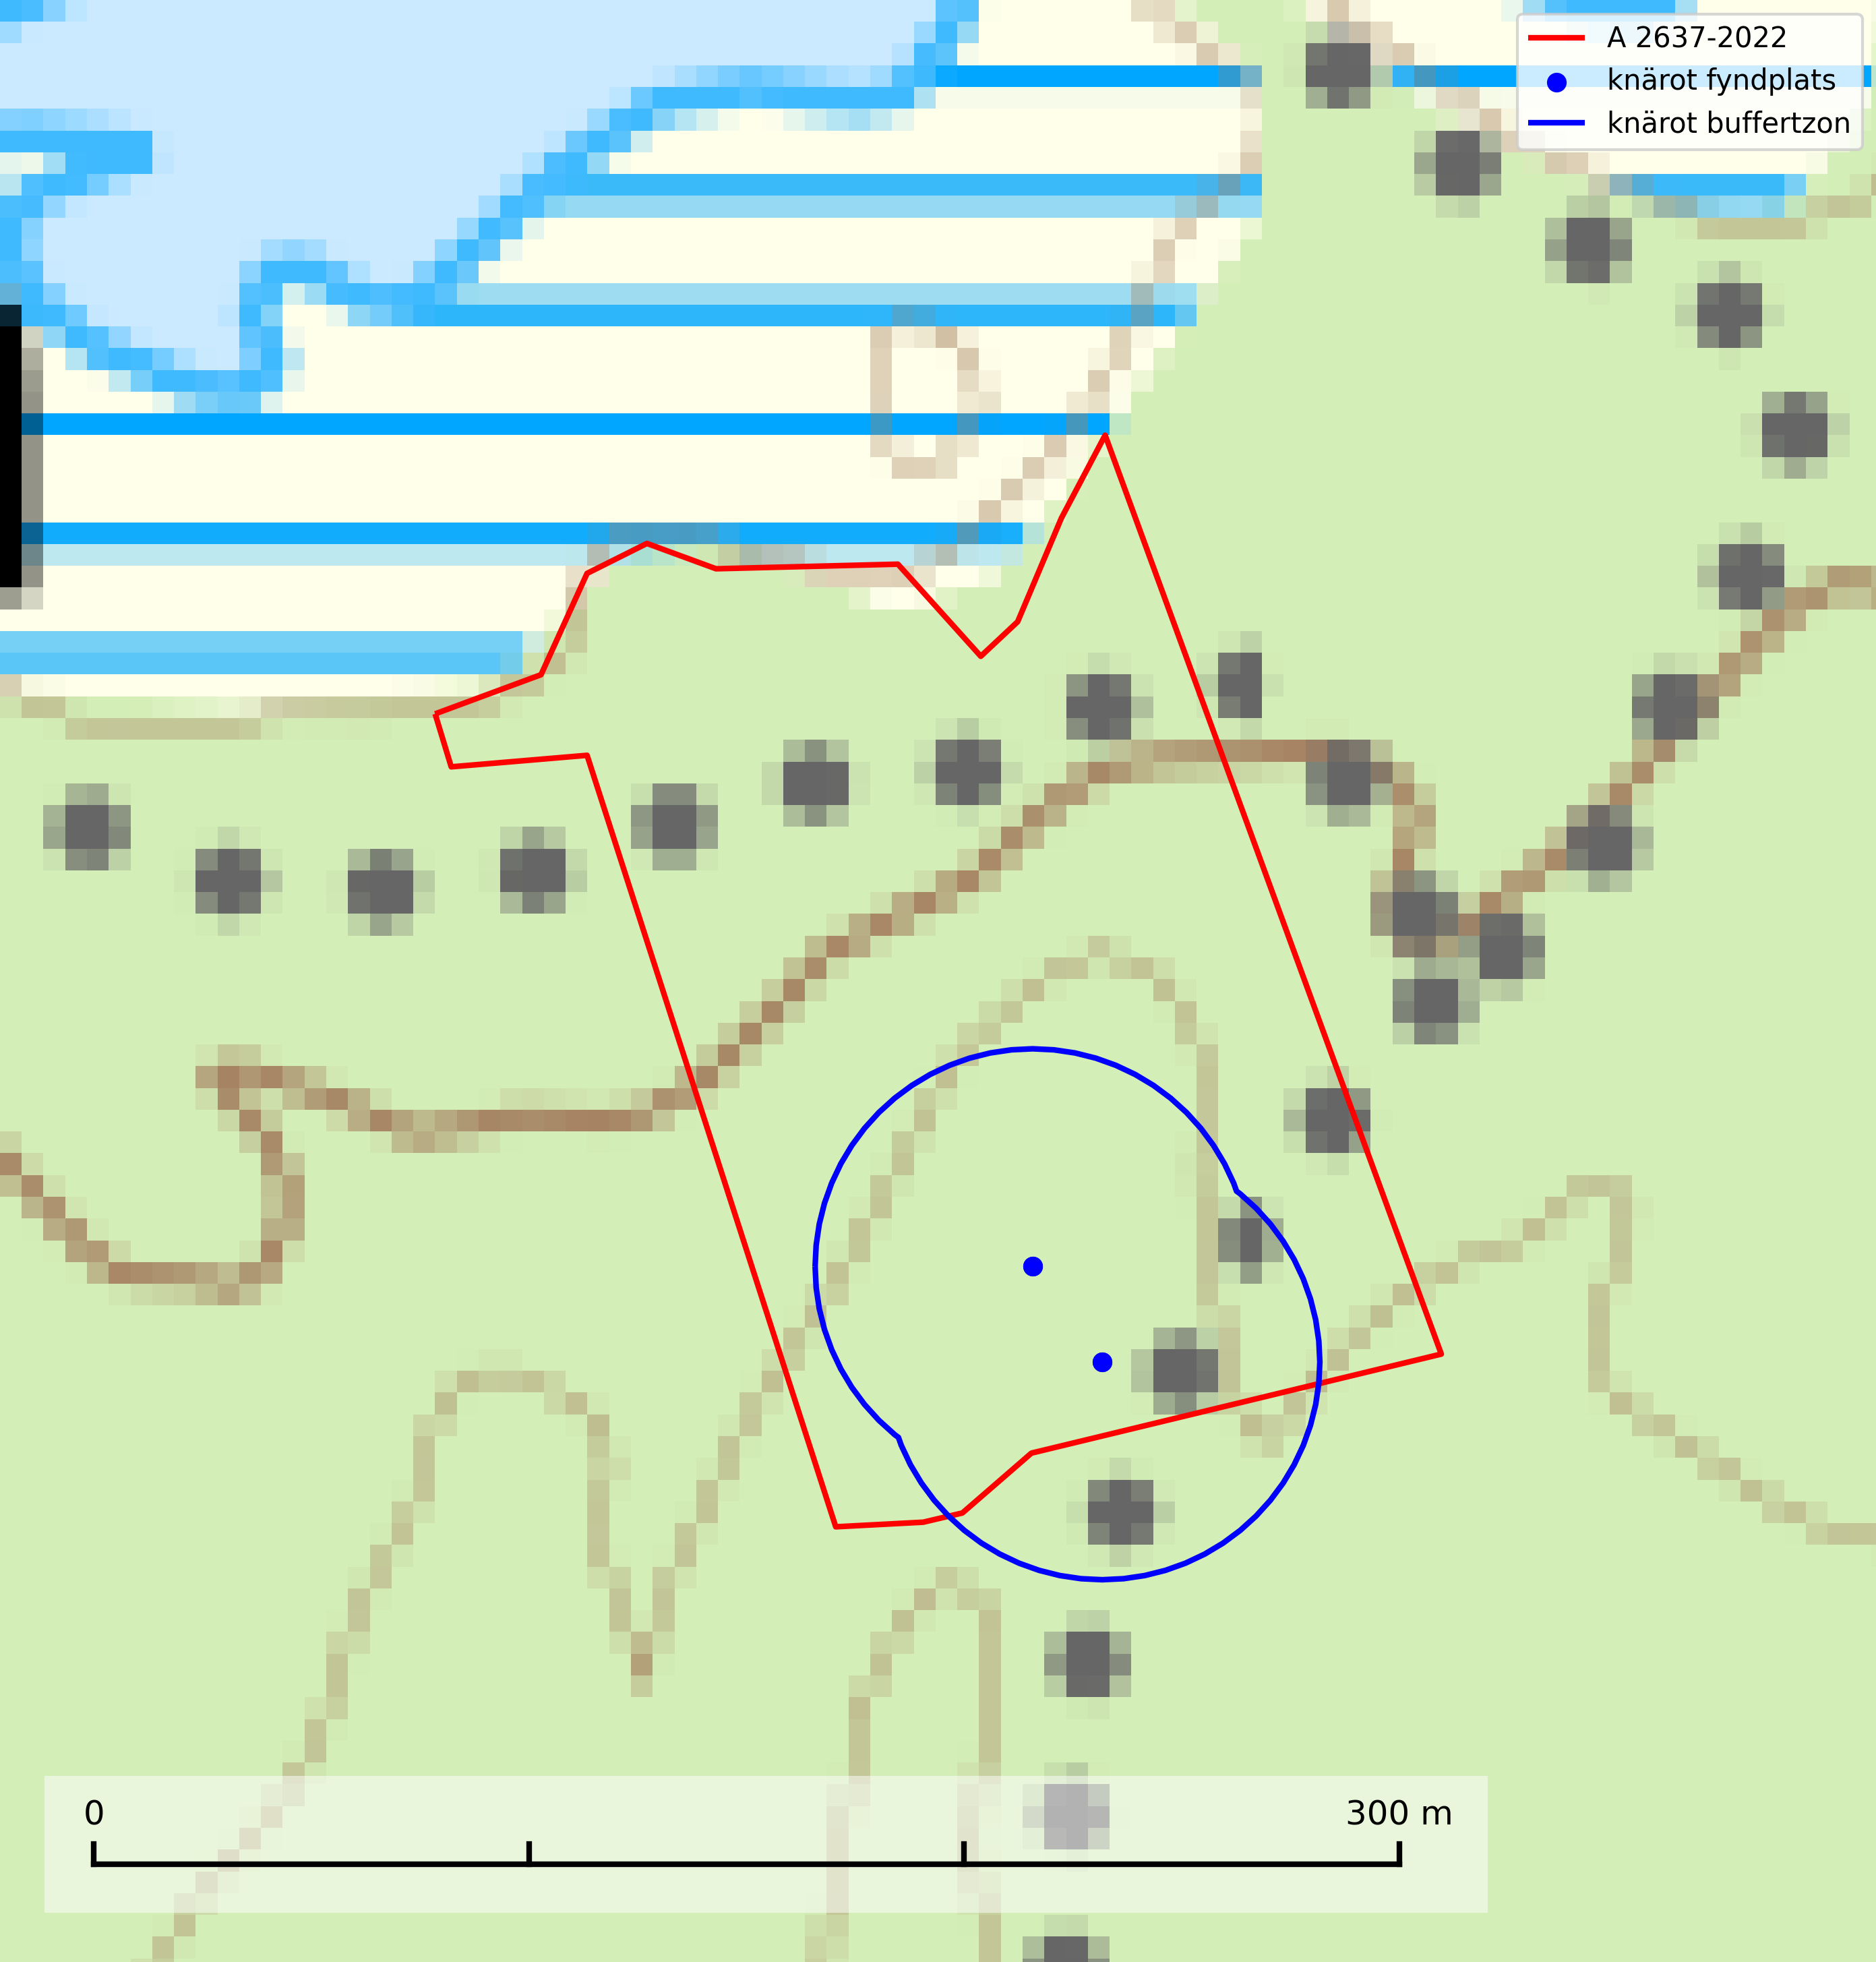 A 2637-2022
knärot fyndplats
knärot buffertzon
0 300 m